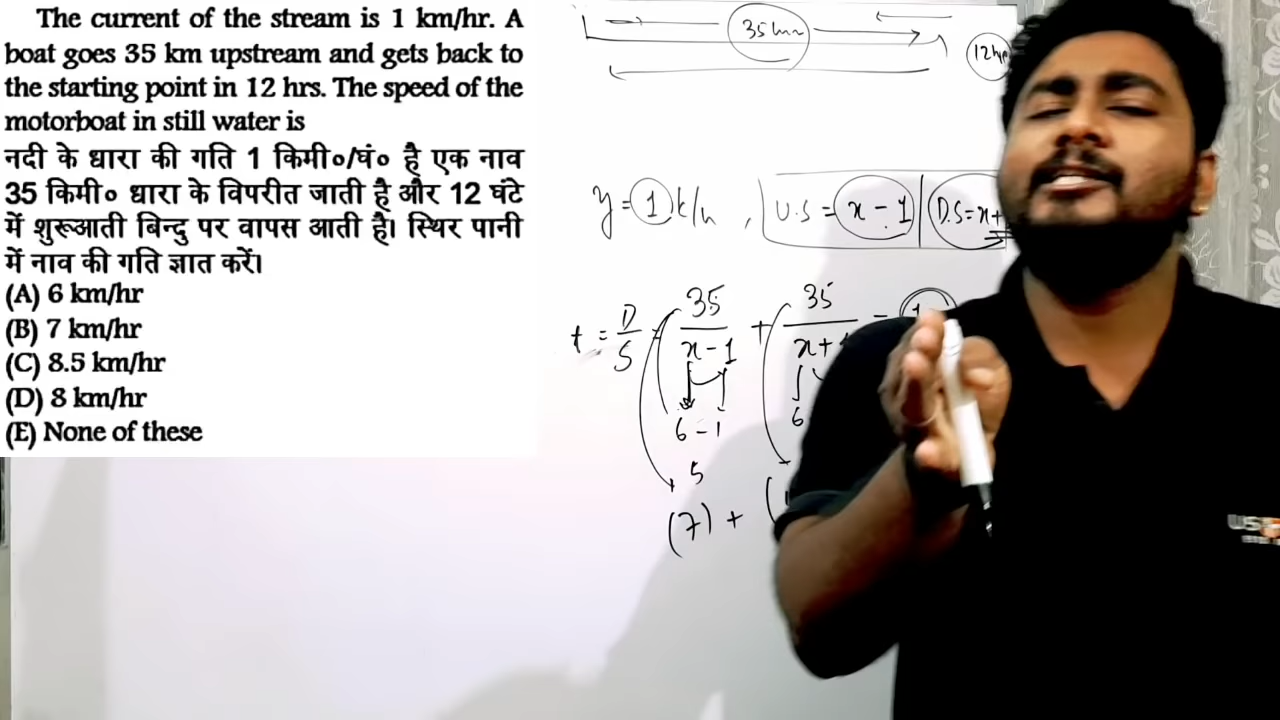 The current of the stream is 1 km/hr. A
boat goes 35 km upstream and gets back to
the starting point in 12 hrs. The speed of the
motorboat in still water is
नदी के धारा की गति 1 किमी०/घं० है एक नाव
35 किमी० धारा के विपरीत जाती है और 12 घंटे
में शुरूआती बिन्दु पर वापस आती है। स्थिर पानी
में नाव की गति ज्ञात करें।
(A) 6 km/hr
(B) 7 km/hr
(C) 8.5 km/hr
(D) 8 km/hr
(E) None of these
12
y = 1 k/h , U.S = x - 1 D.S = x+
t = D/S = 35/x-1 + 35/x+
6 - 1 6
5
(7) + (